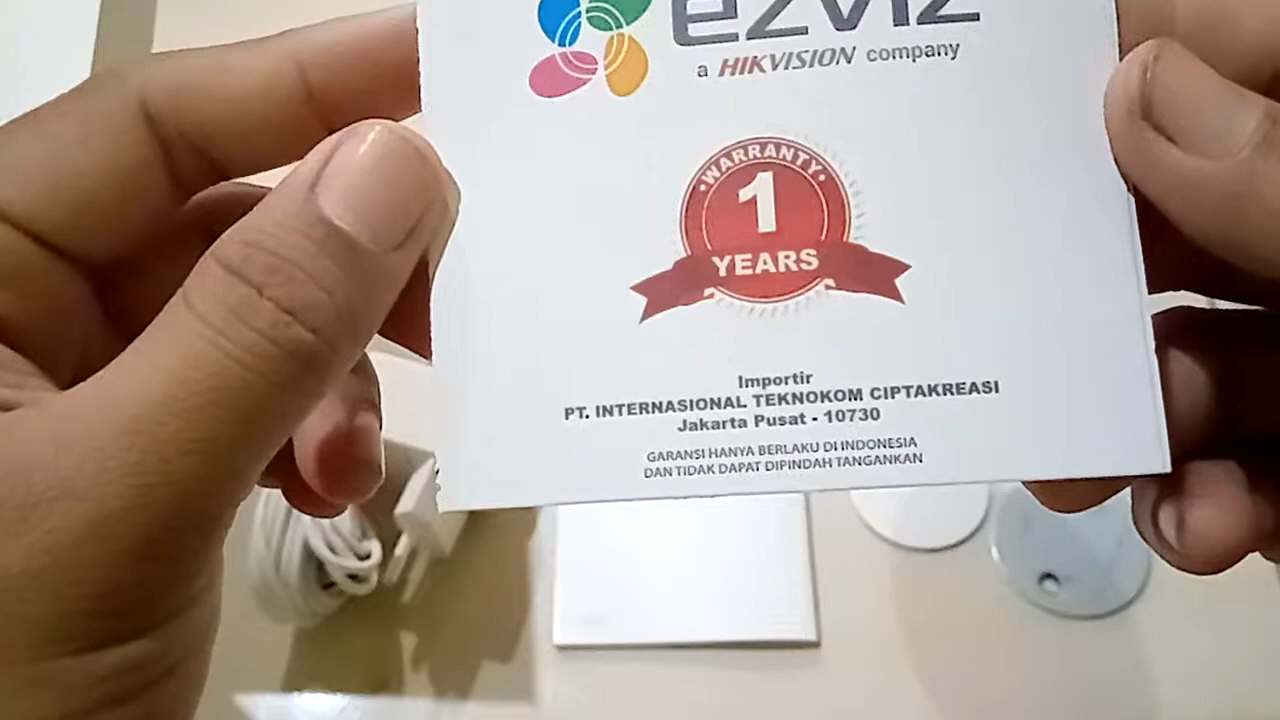 ezviz
a HIKVISION company
WARRANTY
1
YEARS
Importir
PT. INTERNASIONAL TEKNOKOM CIPTAKREASI
Jakarta Pusat - 10730
GARANSI HANYA BERLAKU DI INDONESIA
DAN TIDAK DAPAT DIPINDAH TANGANKAN